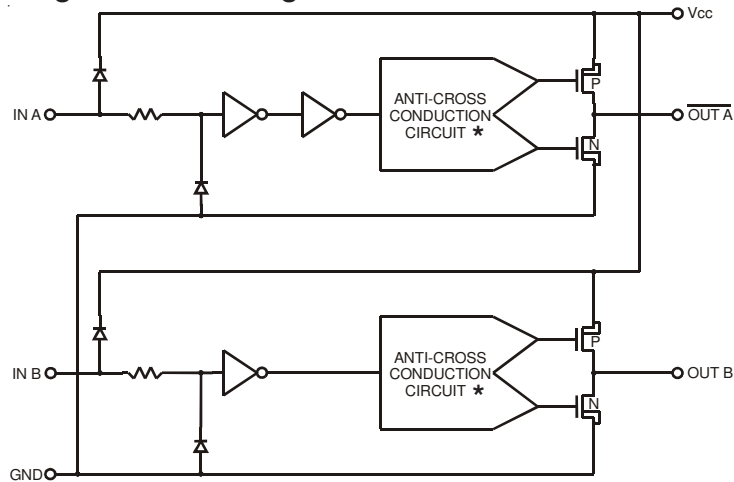 Vcc
P
IN A
ANTI-CROSS
CONDUCTION
CIRCUIT *
OUT A
N
P
IN B
ANTI-CROSS
CONDUCTION
CIRCUIT *
OUT B
N
GND